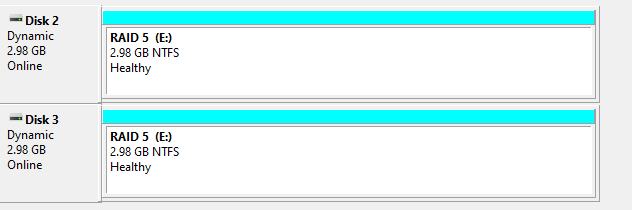 Disk 2
Dynamic
2.98 GB
Online
RAID 5 (E:)
2.98 GB NTFS
Healthy
Disk 3
Dynamic
2.98 GB
Online
RAID 5 (E:)
2.98 GB NTFS
Healthy